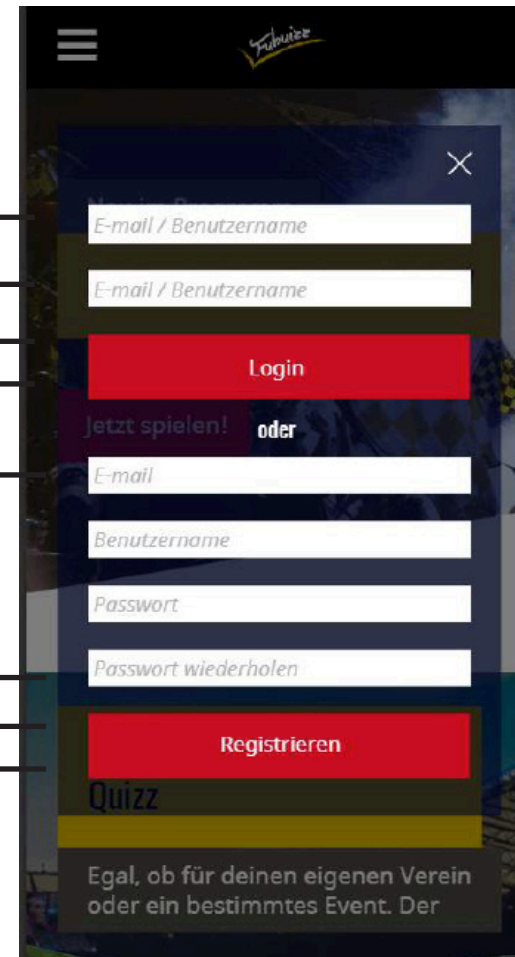 Fubuizz
E-mail / Benutzername
E-mail / Benutzername
Login
Jetzt spielen!
oder
E-mail
Benutzername
Passwort
Passwort wiederholen
Registrieren
Quizz
Egal, ob für deinen eigenen Verein
oder ein bestimmtes Event. Der